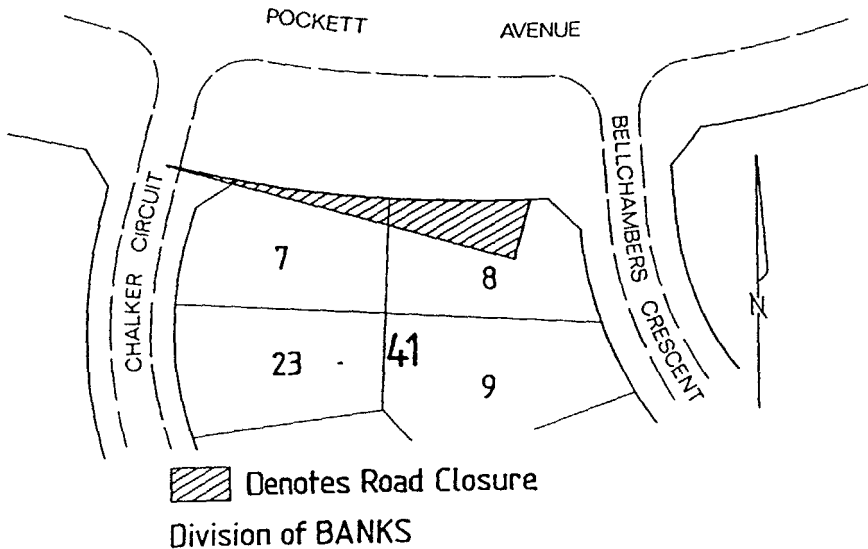 POCKETT AVENUE
CHALKER CIRCUIT
BELLCHAMBERS CRESCENT
7
8
N
23
41
9
Denotes Road Closure
Division of BANKS